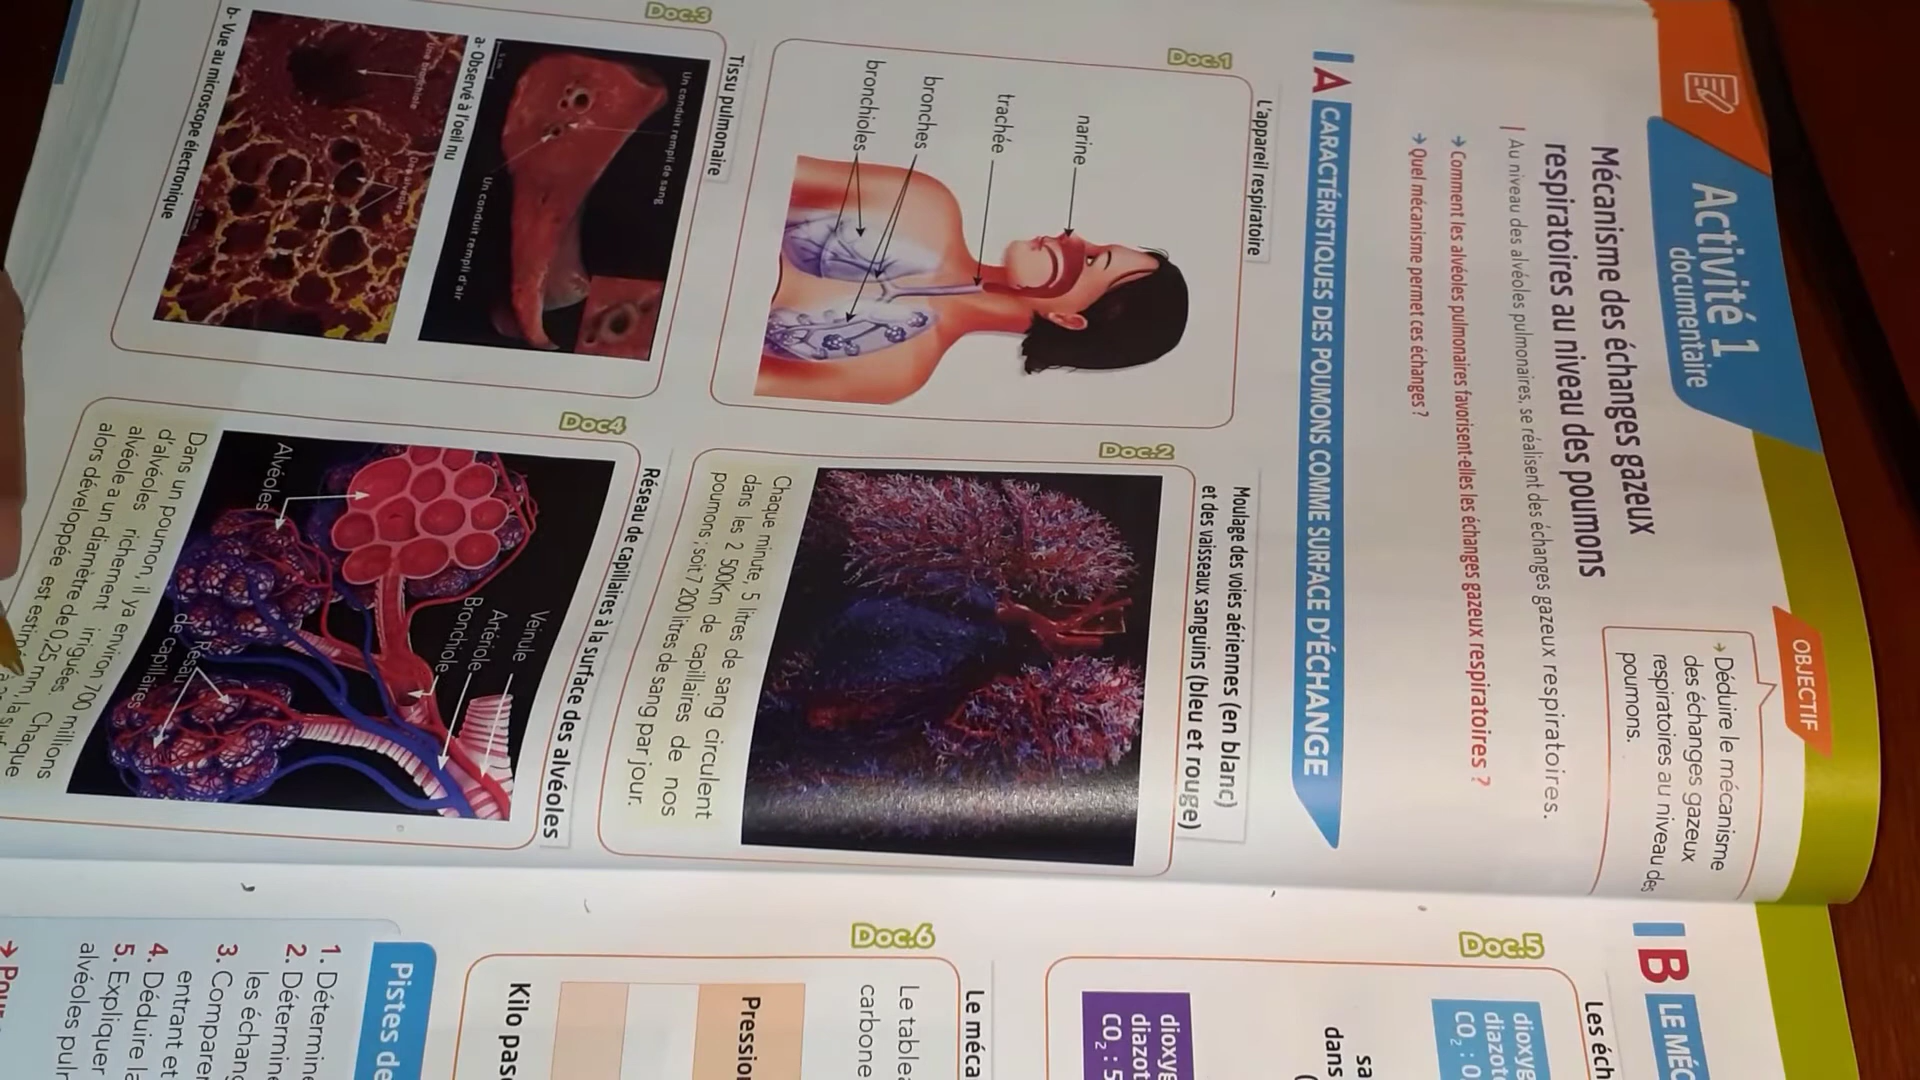 Activité 1
documentaire
Mécanisme des échanges gazeux
respiratoires au niveau des poumons
OBJECTIF
→ Déduire le mécanisme
des échanges gazeux
respiratoires au niveau des
poumons.
Au niveau des alvéoles pulmonaires, se réalisent des échanges gazeux respiratoires.
→ Comment les alvéoles pulmonaires favorisent-elles les échanges gazeux respiratoires ?
→ Quel mécanisme permet ces échanges ?
A CARACTÉRISTIQUES DES POUMONS COMME SURFACE D'ÉCHANGE
Doc.1
L'appareil respiratoire
narine
trachée
bronches
bronchioles
Doc.2
Moulage des voies aériennes (en blanc)
et des vaisseaux sanguins (bleu et rouge)
Chaque minute, 5 litres de sang circulent
dans les 2 500Km de capillaires de nos
poumons ; soit 7 200 litres de sang par jour.
Doc.3
Tissu pulmonaire
Un conduit rempli de sang
Un conduit rempli d'air
a- Observé à l'oeil nu
Une bronchiole
Des alvéoles
b- Vue au microscope électronique
Doc4
Réseau de capillaires à la surface des alvéoles
Veinule
Artériole
Bronchiole
Alvéoles
Réseau
de capillaires
Dans un poumon, il ya environ 700 millions
d'alvéoles richement irriguées. Chaque
alvéole a un diamètre de 0,25 mm, la
alors développée est
B LE MÉC
Doc.5
Les éch
dioxyg
diazot
CO₂ : 0
sa
dans
dioxyg
diazot
CO₂ : 5
Doc.6
Le méca
Le table
carbone
Pression
Kilo pasc
Pistes de
1. Détermine
2. Détermine
les échang
3. Comparer
entrant et
4. Déduire la
5. Expliquer
alvéoles pul
→ Pour